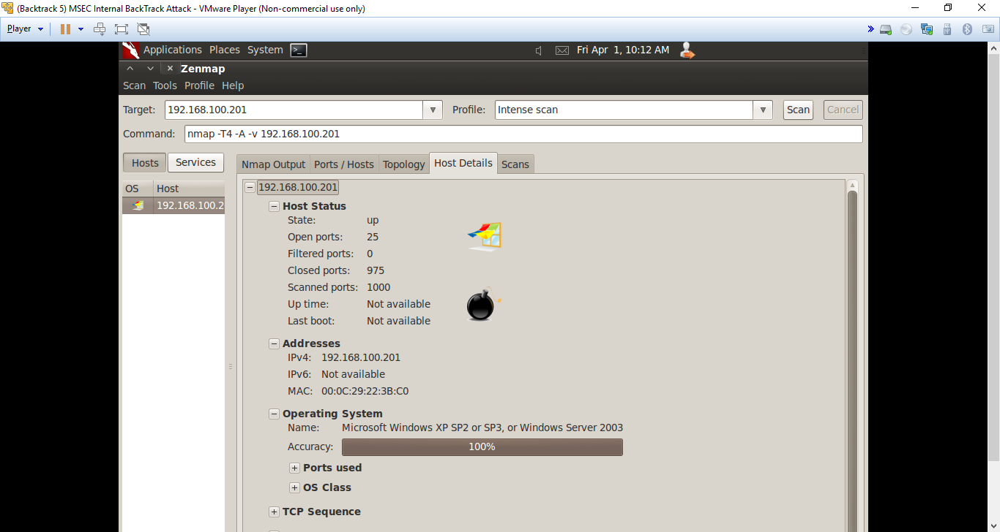 (Backtrack 5) MSEC Internal BackTrack Attack - VMware Player (Non-commercial use only)
Player
Applications Places System Fri Apr 1, 10:12 AM
Zenmap
Scan Tools Profile Help
Target: 192.168.100.201 Profile: Intense scan Scan Cancel
Command: nmap -T4 -A -v 192.168.100.201
Hosts Services Nmap Output Ports / Hosts Topology Host Details Scans
OS Host
192.168.100.2
192.168.100.201
Host Status
State: up
Open ports: 25
Filtered ports: 0
Closed ports: 975
Scanned ports: 1000
Up time: Not available
Last boot: Not available
Addresses
IPv4: 192.168.100.201
IPv6: Not available
MAC: 00:0C:29:22:3B:C0
Operating System
Name: Microsoft Windows XP SP2 or SP3, or Windows Server 2003
Accuracy: 100%
Ports used
OS Class
TCP Sequence